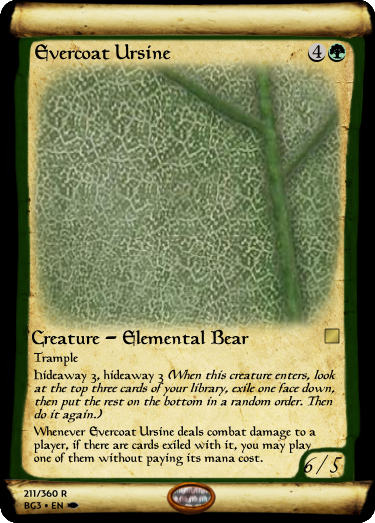 Evercoat Ursine 4
Creature – Elemental Bear
Trample
Hideaway 3, hideaway 3 (When this creature enters, look
at the top three cards of your library, exile one face down,
then put the rest on the bottom in a random order. Then
do it again.)
Whenever Evercoat Ursine deals combat damage to a
player, if there are cards exiled with it, you may play
one of them without paying its mana cost.
6/5
211/360 R
BG3 • EN